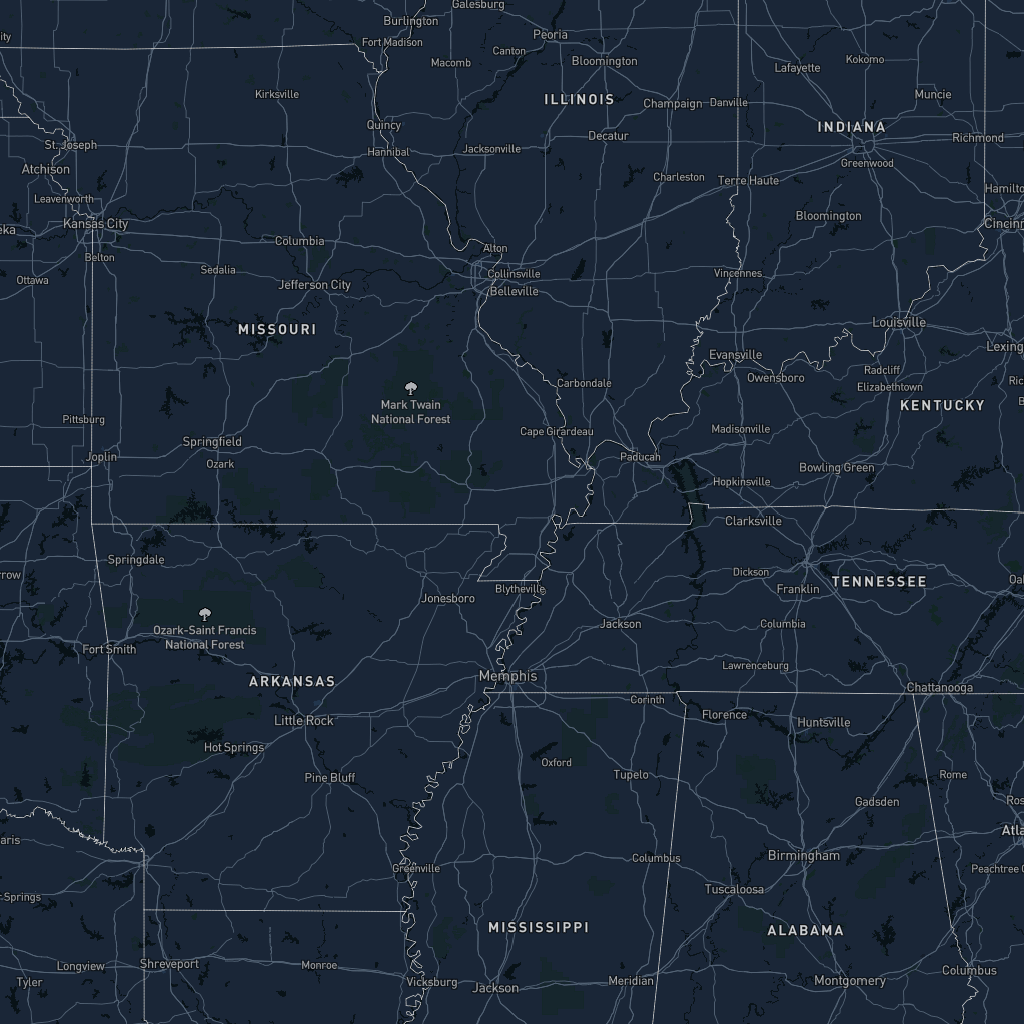 Galesburg
Burlington
Peoria
Fort Madison
Canton
Macomb
Bloomington
Lafayette
Kokomo
Kirksville
ILLINOIS
Champaign
Danville
Muncie
Quincy
INDIANA
Decatur
Richmond
St. Joseph
Hannibal
Jacksonville
Greenwood
Atchison
Charleston
Terre Haute
Leavenworth
Hamilto
Kansas City
Bloomington
Cincinn
eka
Columbia
Alton
Belton
Sedalia
Collinsville
Vincennes
Ottawa
Jefferson City
Belleville
MISSOURI
Louisville
Evansville
Lexing
Radcliff
Carbondale
Owensboro
Elizabethtown
Ric
Mark Twain
National Forest
KENTUCKY
B
Pittsburg
Cape Girardeau
Madisonville
Springfield
Joplin
Paducah
Ozark
Bowling Green
Hopkinsville
Clarksville
Springdale
rrow
Dickson
TENNESSEE
Oa
Blytheville
Franklin
Jonesboro
Ozark-Saint Francis
National Forest
Jackson
Columbia
Fort Smith
Lawrenceburg
Memphis
ARKANSAS
Chattanooga
Corinth
Little Rock
Florence
Huntsville
Hot Springs
Oxford
Pine Bluff
Tupelo
Rome
Gadsden
Ros
aris
Atla
Columbus
Birmingham
Greenville
Peachtree C
r Springs
Tuscaloosa
MISSISSIPPI
ALABAMA
Longview
Shreveport
Monroe
Columbus
Tyler
Vicksburg
Jackson
Meridian
Montgomery